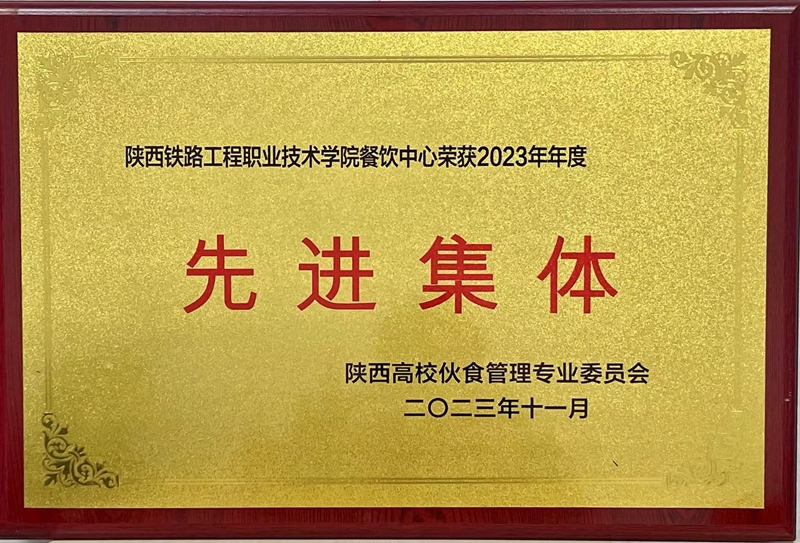 陕西铁路工程职业技术学院餐饮中心荣获2023年年度
先进集体
陕西高校伙食管理专业委员会
二〇二三年十一月